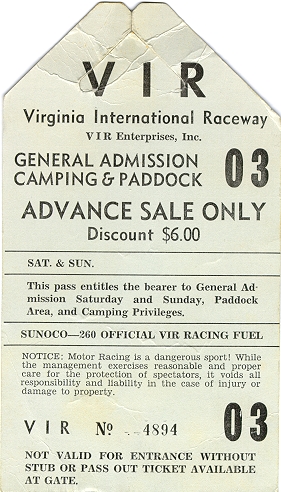 V I R
Virginia International Raceway
VIR Enterprises, Inc.
GENERAL ADMISSION
CAMPING & PADDOCK 03
ADVANCE SALE ONLY
Discount $6.00
SAT. & SUN.
This pass entitles the bearer to General Ad-
mission Saturday and Sunday, Paddock
Area, and Camping Privileges.
SUNOCO—260 OFFICIAL VIR RACING FUEL
NOTICE: Motor Racing is a dangerous sport! While
the management exercises reasonable and proper
care for the protection of spectators, it voids all
responsibility and liability in the case of injury or
damage to property.
03
V I R No. 4894
NOT VALID FOR ENTRANCE WITHOUT
STUB OR PASS OUT TICKET AVAILABLE
AT GATE.